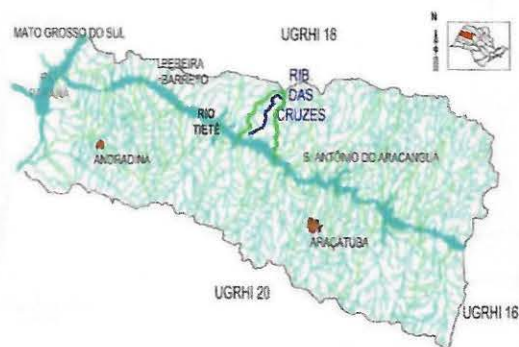 MATO GROSSO DO SUL
UGRHI 18
N
PEREIRA
BARRETO
RIB
DAS
CRUZES
RIO
TIETÊ
ANDRADINA
S. ANTÔNIO DO ARACANGUÁ
ARAÇATUBA
UGRHI 20
UGRHI 16